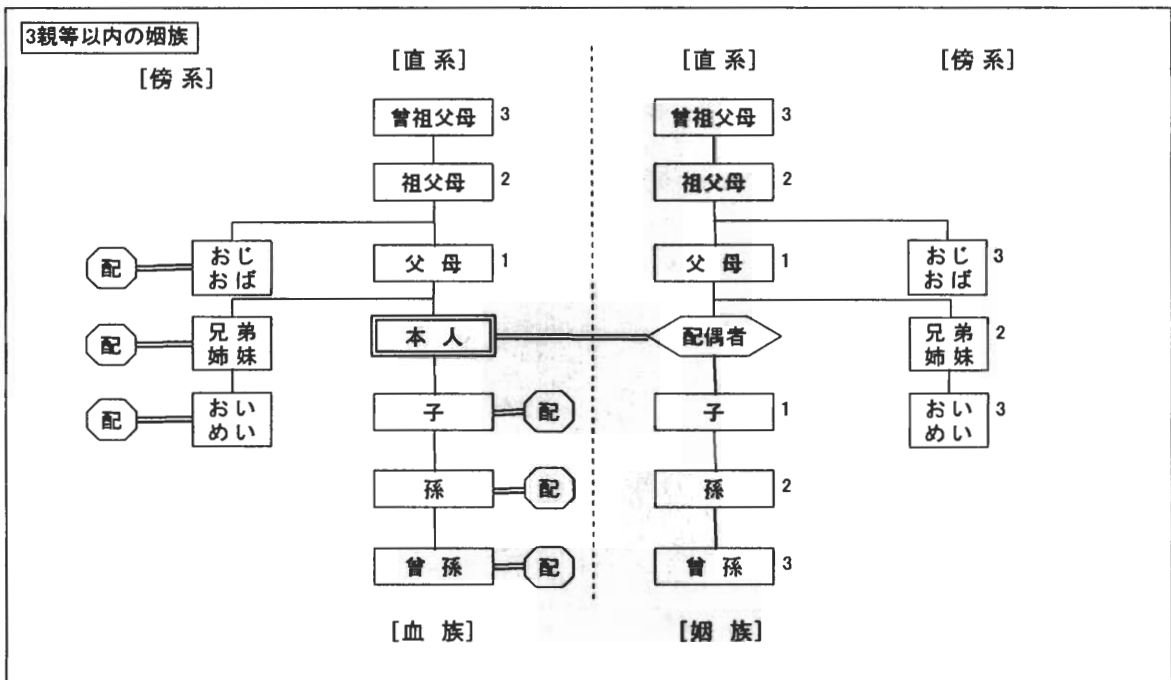 3親等以内の姻族
[傍 系]
[直 系]
[直 系]
[傍 系]
曾祖父母 3
曾祖父母 3
祖父母 2
祖父母 2
配
おじ
おば
父 母 1
父 母 1
おじ
おば
3
配
兄 弟
姉 妹
本 人
配偶者
兄 弟
姉 妹
2
配
おい
めい
子
配
子 1
おい
めい
3
孫
配
孫 2
曾 孫
配
曾 孫 3
[血 族]
[姻 族]